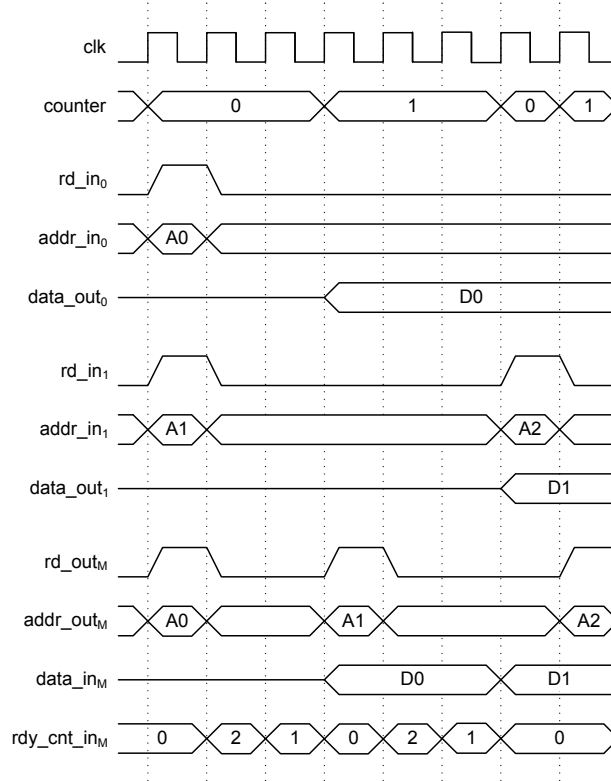 clk
counter 0 1 0 1
rd_in₀
addr_in₀ A0
data_out₀ D0
rd_in₁
addr_in₁ A1 A2
data_out₁ D1
rd_outM
addr_outM A0 A1 A2
data_inM D0 D1
rdy_cnt_inM 0 2 1 0 2 1 0